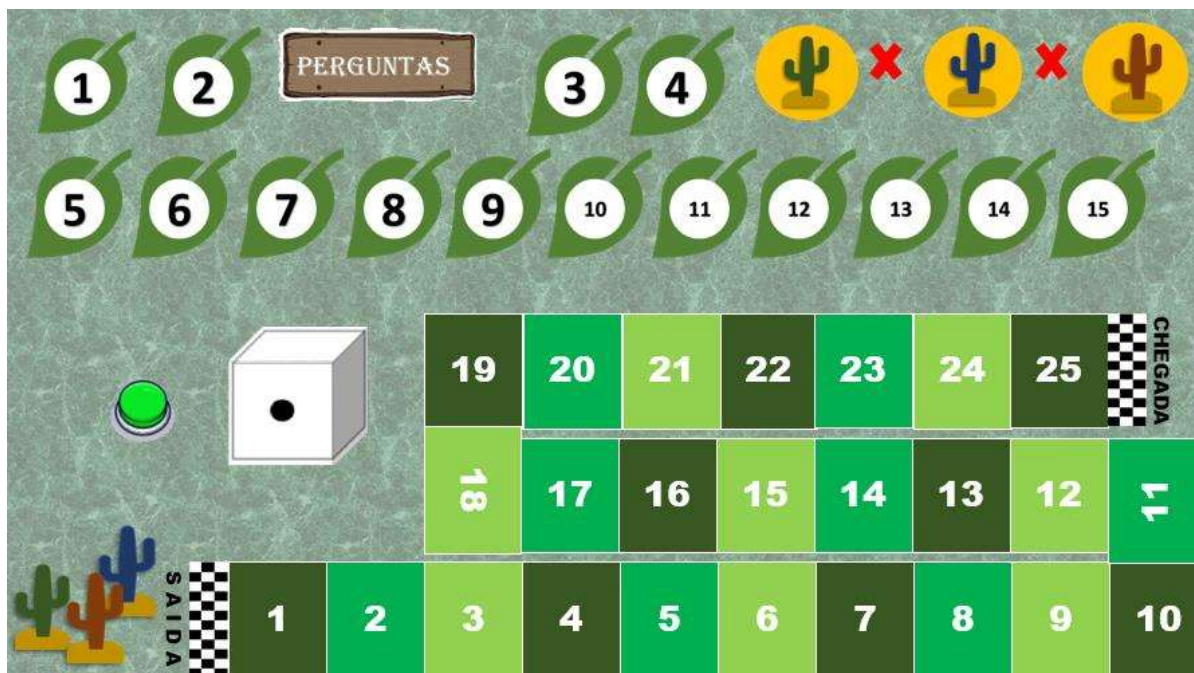 1 2 PERGUNTAS 3 4
5 6 7 8 9 10 11 12 13 14 15
19 20 21 22 23 24 25 CHEGADA
18 17 16 15 14 13 12 11
SAIDA 1 2 3 4 5 6 7 8 9 10